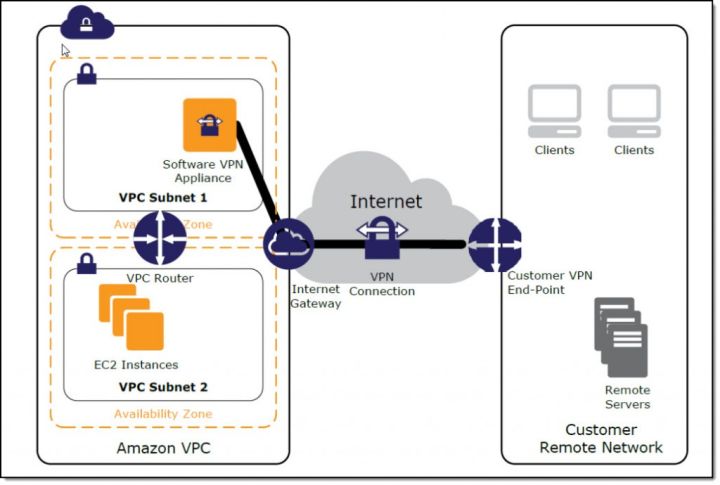 Software VPN
Appliance
VPC Subnet 1
Zone
VPC Router
EC2 Instances
VPC Subnet 2
Availability Zone
Amazon VPC
Internet
Internet
Gateway
VPN
Connection
Customer VPN
End-Point
Clients
Clients
Remote
Servers
Customer
Remote Network